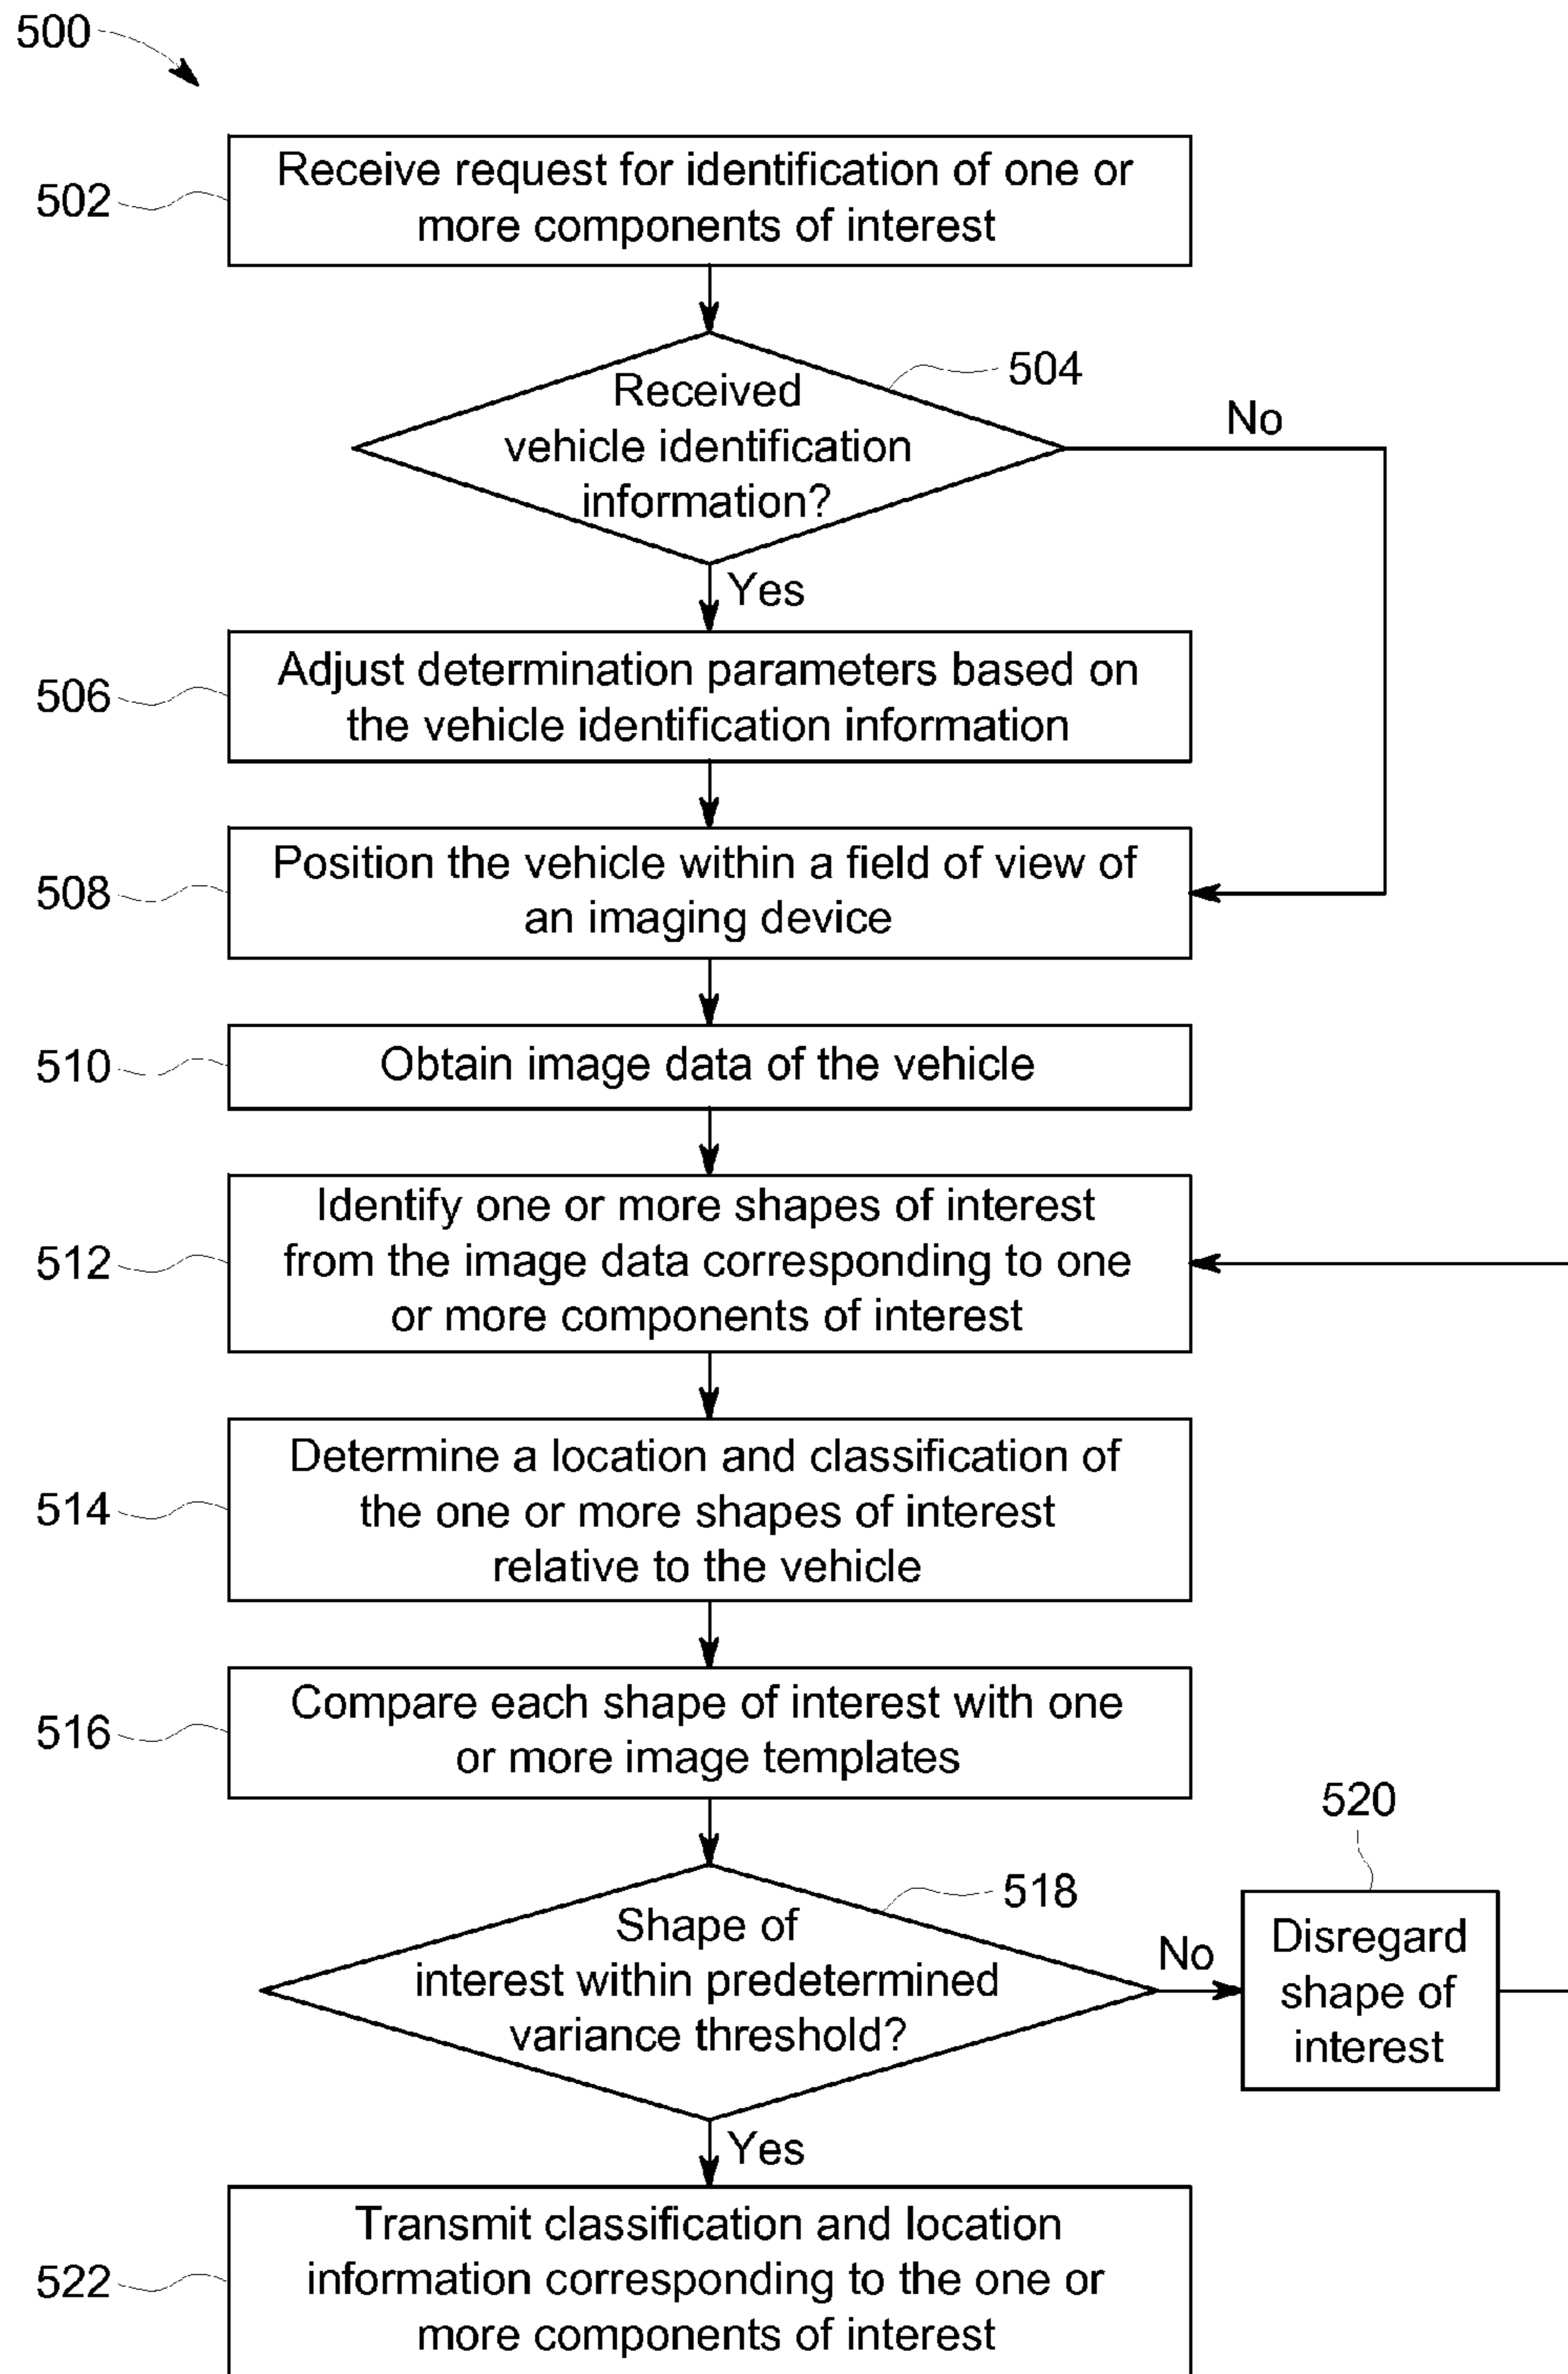 500
502
Receive request for identification of one or
more components of interest
504
Received
vehicle identification
information?
No
Yes
506
Adjust determination parameters based on
the vehicle identification information
508
Position the vehicle within a field of view of
an imaging device
510
Obtain image data of the vehicle
512
Identify one or more shapes of interest
from the image data corresponding to one
or more components of interest
514
Determine a location and classification of
the one or more shapes of interest
relative to the vehicle
516
Compare each shape of interest with one
or more image templates
518
Shape of
interest within predetermined
variance threshold?
No
520
Disregard
shape of
interest
Yes
522
Transmit classification and location
information corresponding to the one or
more components of interest